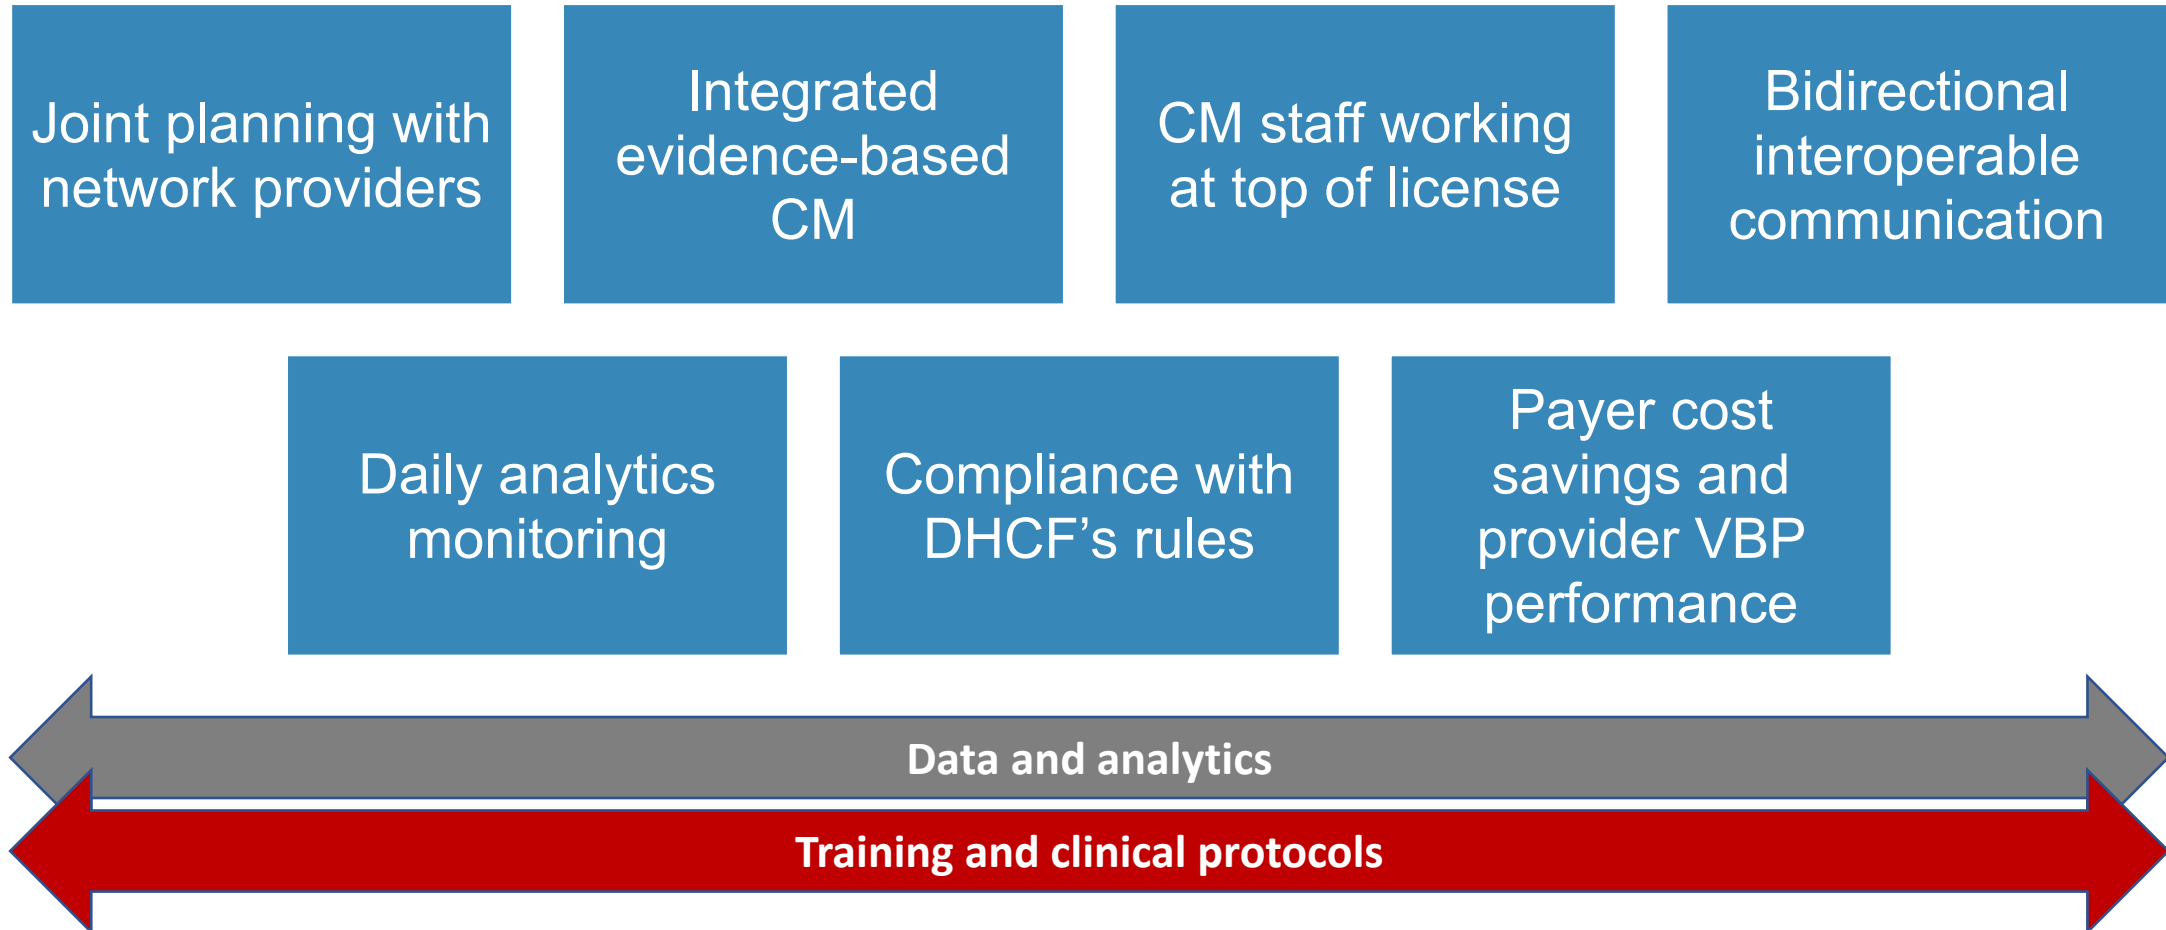 Joint planning with
network providers
Integrated
evidence-based
CM
CM staff working
at top of license
Bidirectional
interoperable
communication
Daily analytics
monitoring
Compliance with
DHCF’s rules
Payer cost
savings and
provider VBP
performance
Data and analytics
Training and clinical protocols